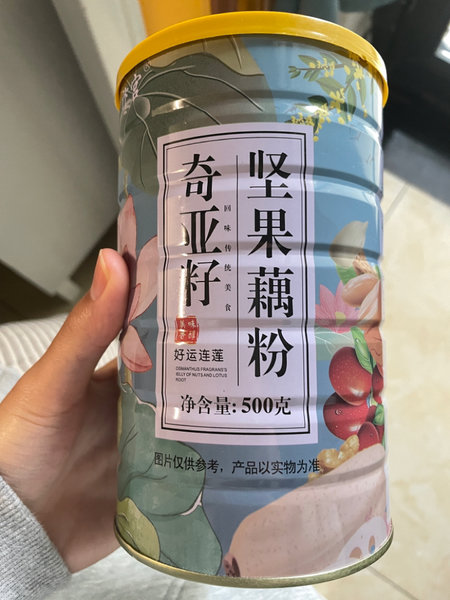 坚果藕粉
奇亚籽
回味传统美食
好运连莲
OSMANTHUS FRAGRANS'S
JELLY OF NUTS AND LOTUS
ROOT
净含量: 500克
图片仅供参考，产品以实物为准